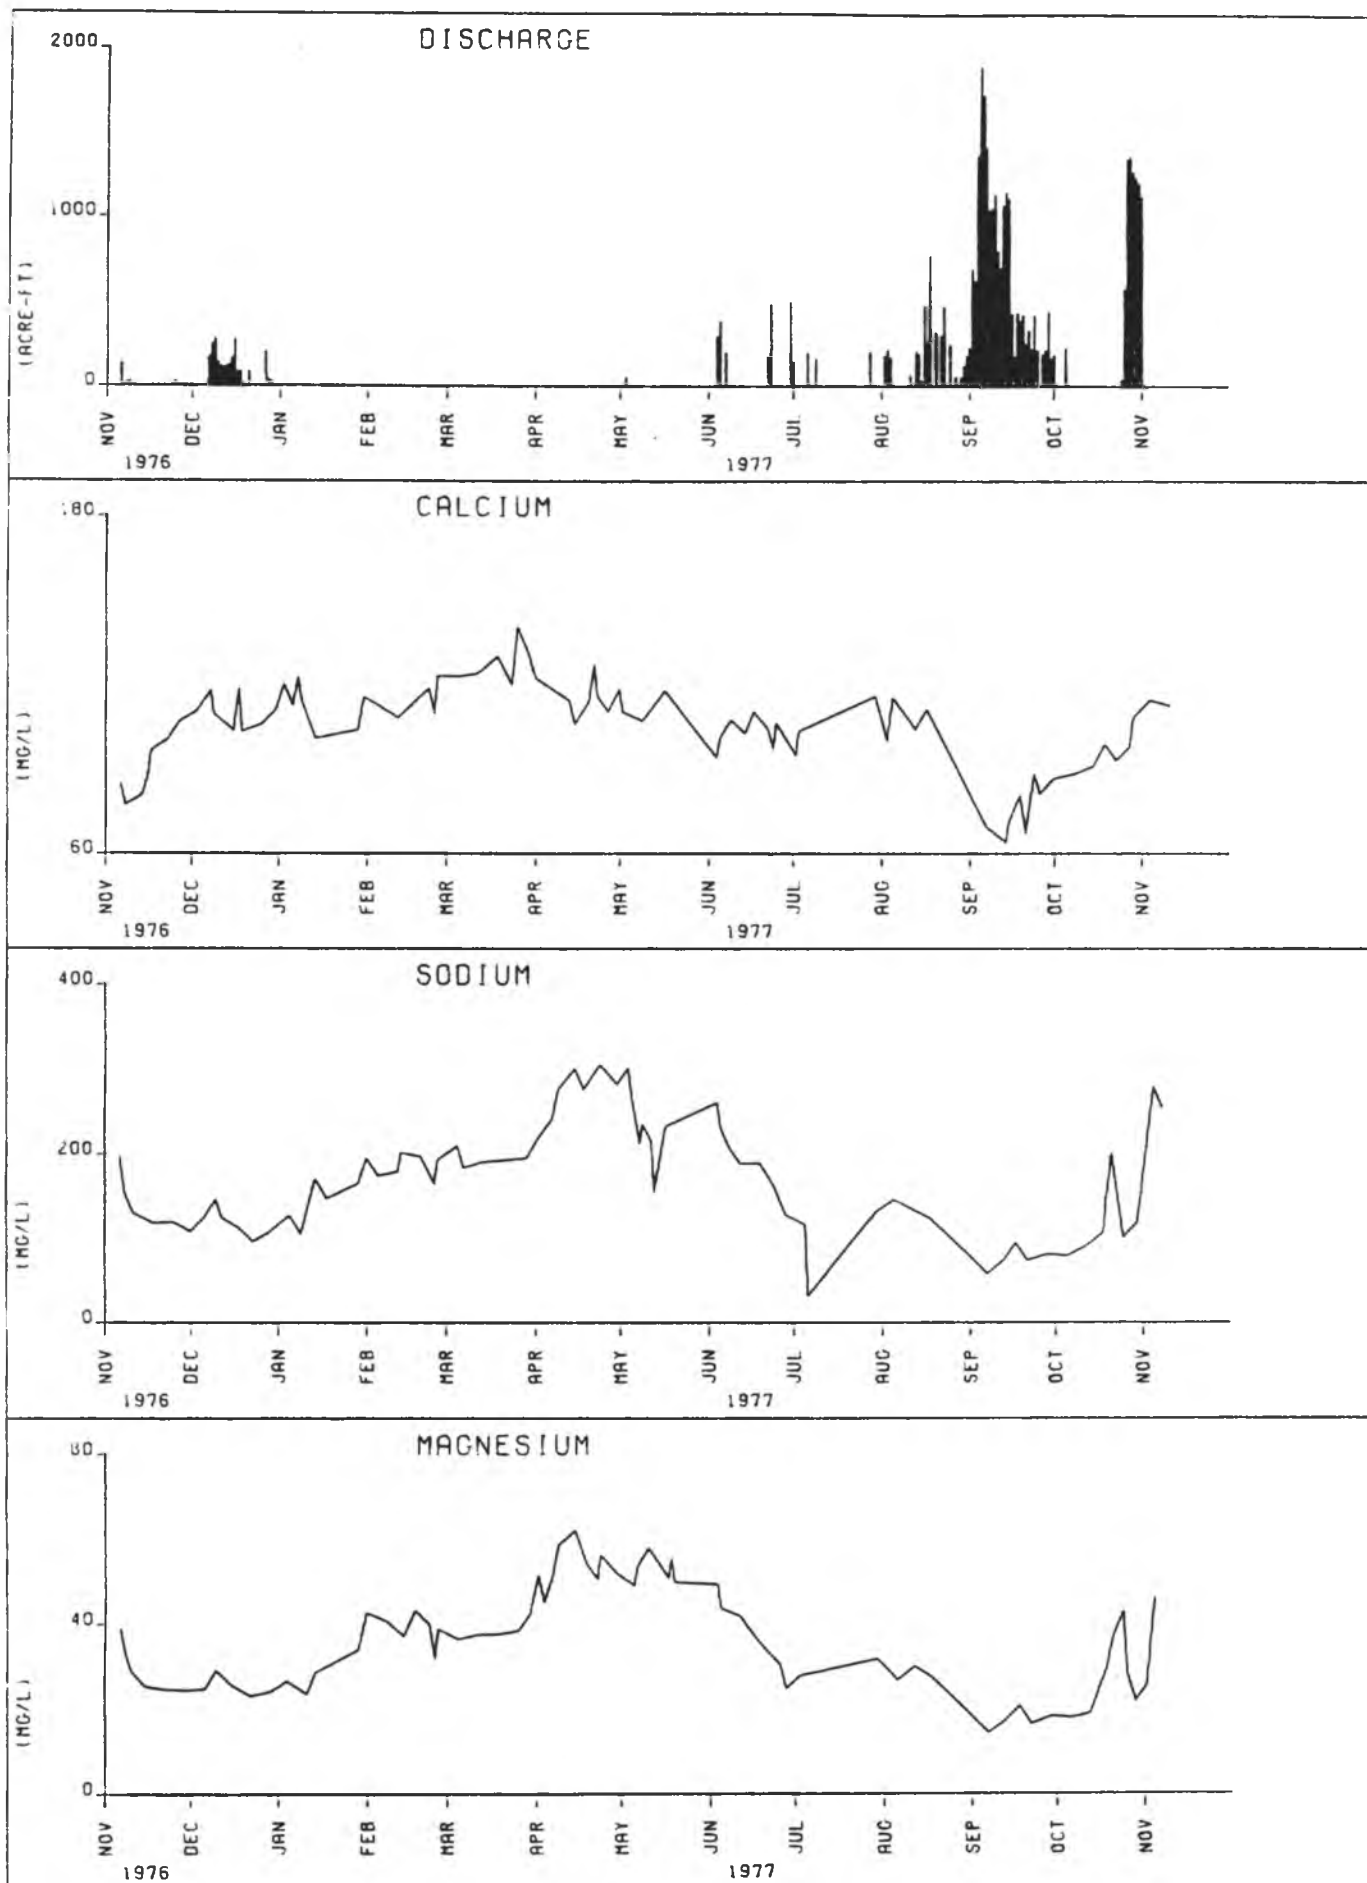 DISCHARGE
2000
1000
0
(ACRE-FT)
NOV DEC JAN FEB MAR APR MAY JUN JUL AUG SEP OCT NOV
1976 1977
CALCIUM
180
60
(MG/L)
NOV DEC JAN FEB MAR APR MAY JUN JUL AUG SEP OCT NOV
1976 1977
SODIUM
400
200
0
(MG/L)
NOV DEC JAN FEB MAR APR MAY JUN JUL AUG SEP OCT NOV
1976 1977
MAGNESIUM
80
40
0
(MG/L)
NOV DEC JAN FEB MAR APR MAY JUN JUL AUG SEP OCT NOV
1976 1977